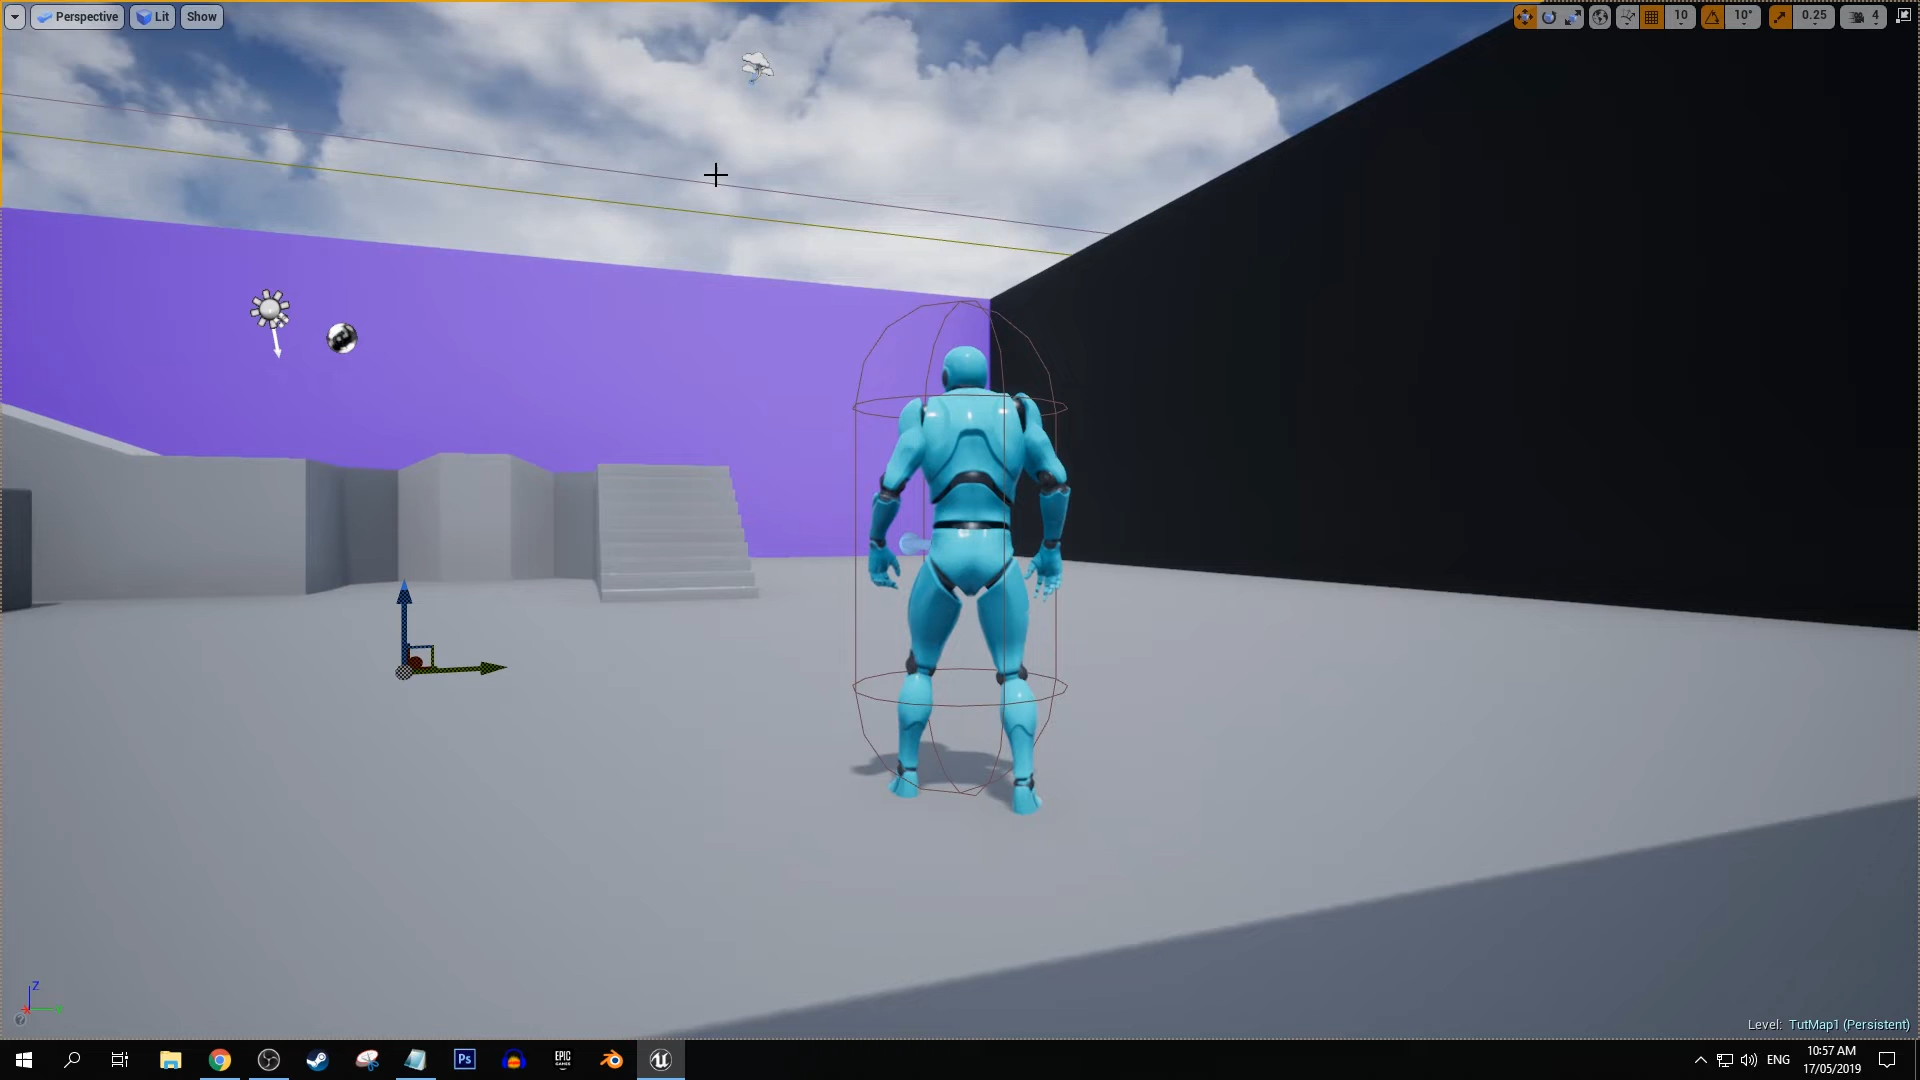 Perspective
Lit
Show
10
10°
0.25
4
Z
Level: TutMap1 (Persistent)
Ps
EPIC
GAMES
ENG
10:57 AM
17/05/2019